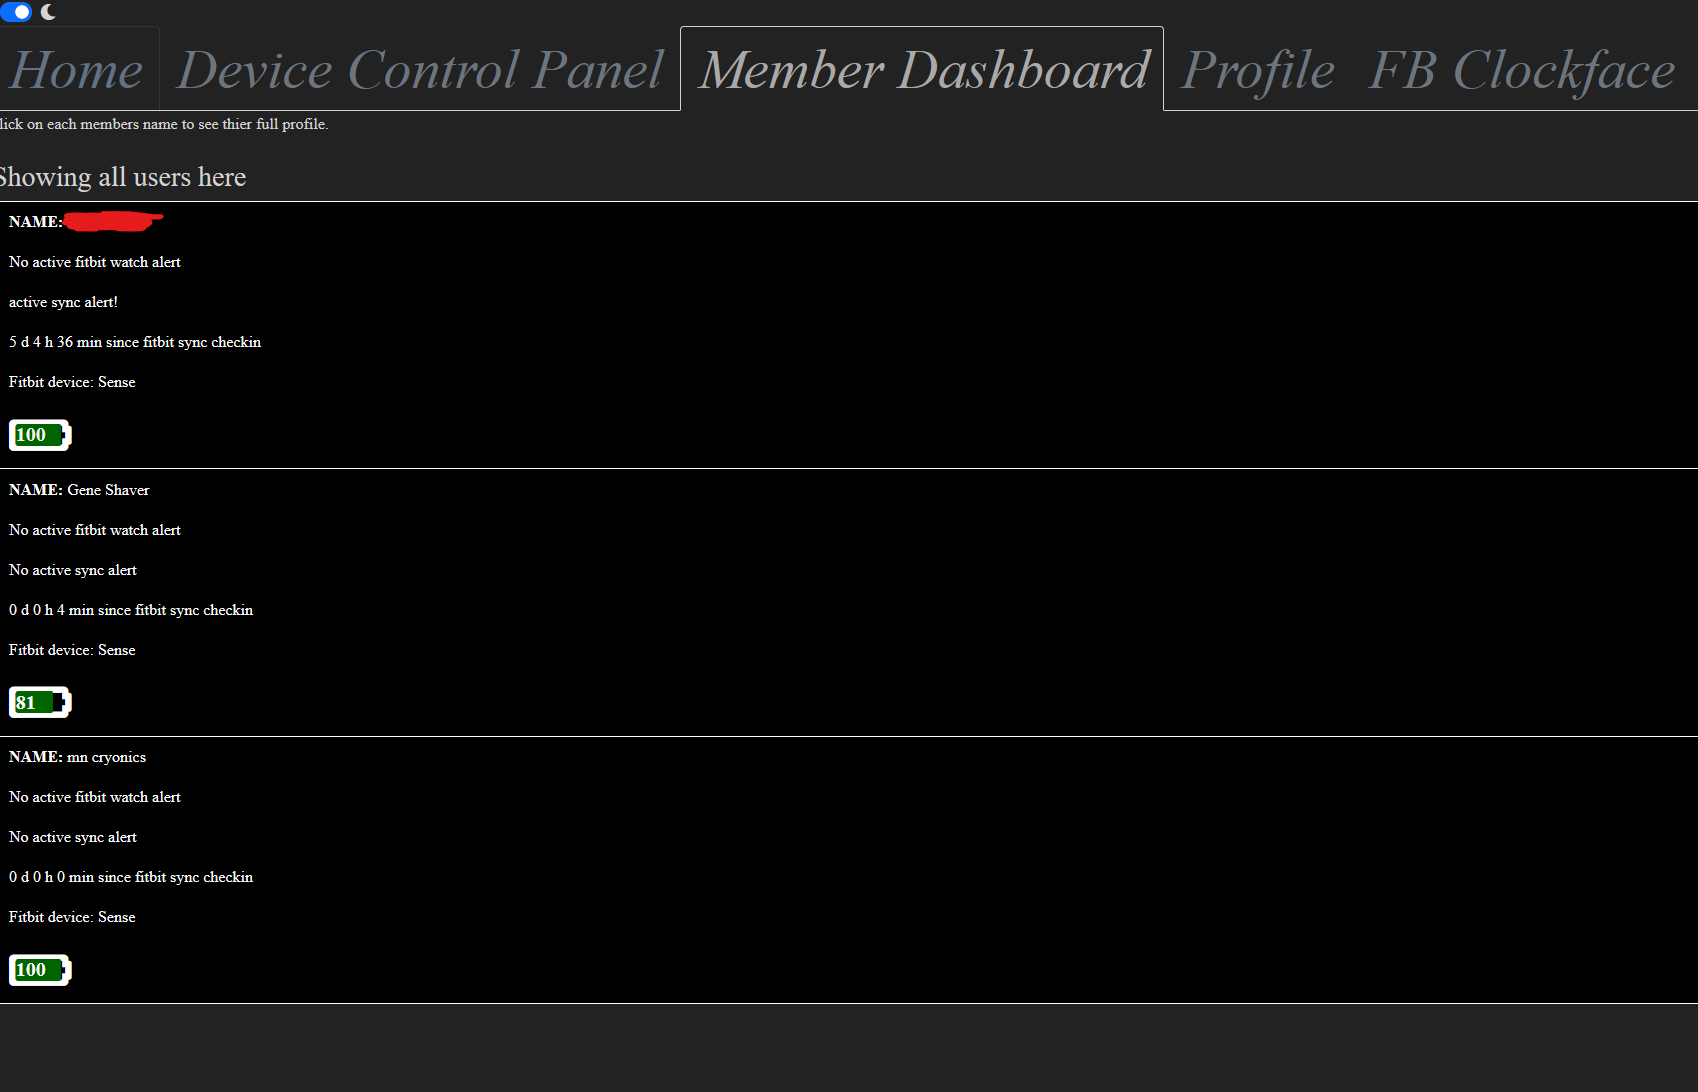 Home Device Control Panel Member Dashboard Profile FB Clockface
lick on each members name to see thier full profile.
Showing all users here
NAME:
No active fitbit watch alert
active sync alert!
5 d 4 h 36 min since fitbit sync checkin
Fitbit device: Sense
100
NAME: Gene Shaver
No active fitbit watch alert
No active sync alert
0 d 0 h 4 min since fitbit sync checkin
Fitbit device: Sense
81
NAME: mn cryonics
No active fitbit watch alert
No active sync alert
0 d 0 h 0 min since fitbit sync checkin
Fitbit device: Sense
100